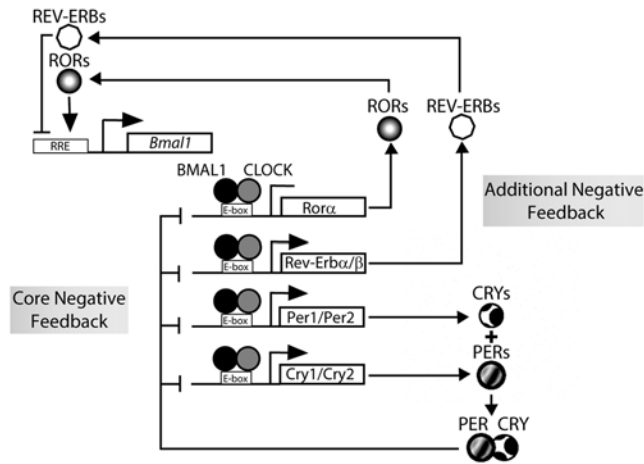 REV-ERBs
RORs
RRE
Bmal1
RORs
REV-ERBs
BMAL1 CLOCK
E-box
Rorα
Additional Negative
Feedback
E-box
Rev-Erbα/β
Core Negative
Feedback
E-box
Per1/Per2
CRYs
+
PERs
E-box
Cry1/Cry2
PER CRY